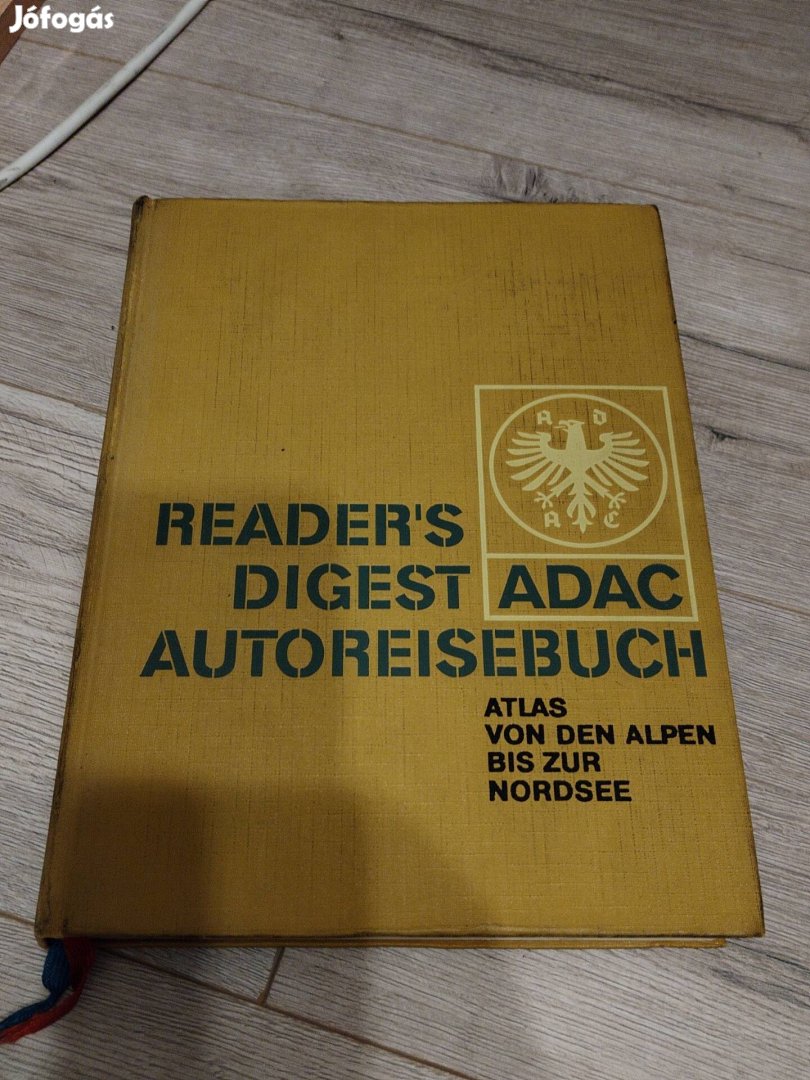 Jófogás
A D
A C
READER'S
DIGEST ADAC
AUTOREISEBUCH
ATLAS
VON DEN ALPEN
BIS ZUR
NORDSEE